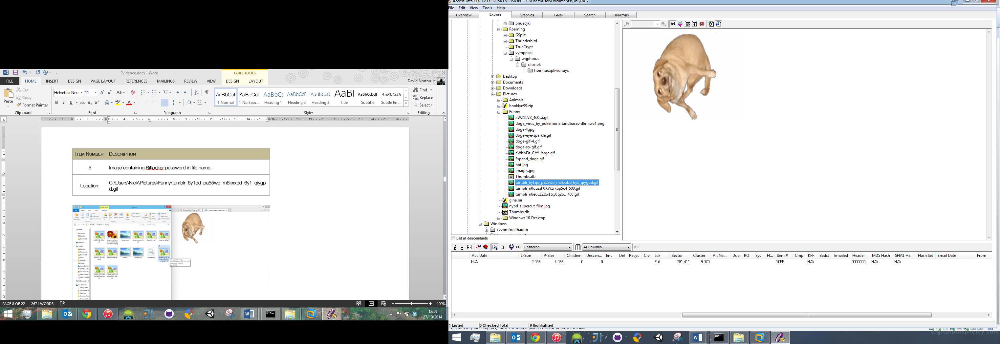 Evidence.docx - Word
TABLE TOOLS
FILE HOME INSERT DESIGN PAGE LAYOUT REFERENCES MAILINGS REVIEW VIEW DESIGN LAYOUT
David Norton
Paste
Cut
Copy
Format Painter
Clipboard
11
Font
Paragraph
AaBbCcI AaBbCcI AaBbCc AaBbCcD AaBbCcD AaBl AaBbCcDdE AaBbCcDc
¶ Normal ¶ No Spac... Heading 1 Heading 2 Heading 3 Title Subtitle Subtle Em...
Styles
Find
Replace
Select
Editing
ITEM NUMBER DESCRIPTION
5 Image containing Bitlocker password in file name.
Location: C:\Users\Nick\Pictures\Funny\tumblr_6y1qd_pa55wd_m6kxxbd_6y1_qiygp
d.gif
PAGE 8 OF 22 2671 WORDS
100%
12:59
27/10/2014
AccessData FTK 1.81.0 DEMO VERSION -- C:\Users\user\Documents\Uni\LBC\
File Edit View Tools Help
Overview Explore Graphics E-Mail Search Bookmark
pnuedjki
Roaming
GSplit
Thunderbird
TrueCrypt
vymppsql
wqphoozz
xliiznok
hsenhuoxpkwdnuyx
Desktop
Documents
Downloads
Pictures
Animals
booklyn99.zip
Funny
aWZ1LVZ_460sa.gif
doge_virus_by_pokemonartandbases-d6miwc4.png
doge-4.jpg
doge-eye-sparkle.gif
doge-gif-4.gif
doge-so-gif.gif
eWhM3t_GjtY-large.gif
Expand_doge.gif
hot.jpg
images.jpg
Thumbs.db
tumblr_6y1qd_pa55wd_m6kxxbd_6y1_qiygpd.gif
tumblr_n0uuszh0KW1rktip5o4_500.gif
tumblr_n6euc1ZIIw1txy0q2o1_400.gif
gina.rar
nypd_supercut_film.jpg
Thumbs.db
Windows 10 Desktop
Windows
cvvomfrqefhaqbb
List all descendants
OFF Unfiltered All Columns DTZ
Acc Date L-Size P-Size Children Descen... Enc Del Recyc Crv Idx Sector Cluster Alt Na... Dup RO Sys H... Item # Cmp KFF Badxt Emailed Header MD5 Hash SHA1 Ha... Hash Set Email Date From
N/A 2,058 4,096 0 0 Full 791,411 9,070 1055 N/A 0000000... N/A N/A
1 Listed 0 Checked Total 0 Highlighted
digitalblasphemy.com